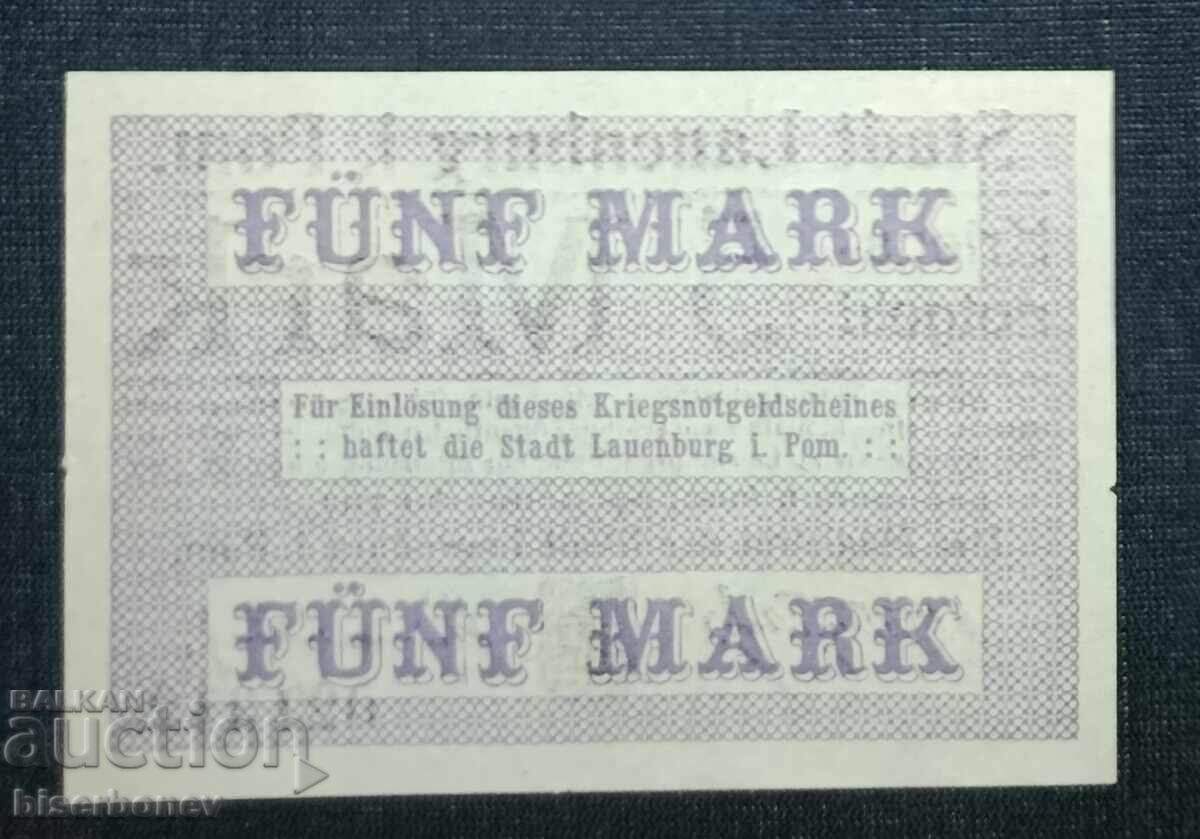 FÜNF MARK
Für Einlösung dieses Kriegsnotgeldscheines
: : haftet die Stadt Lauenburg i. Pom. : :
FÜNF MARK
BALKAN
auction
biserbonev